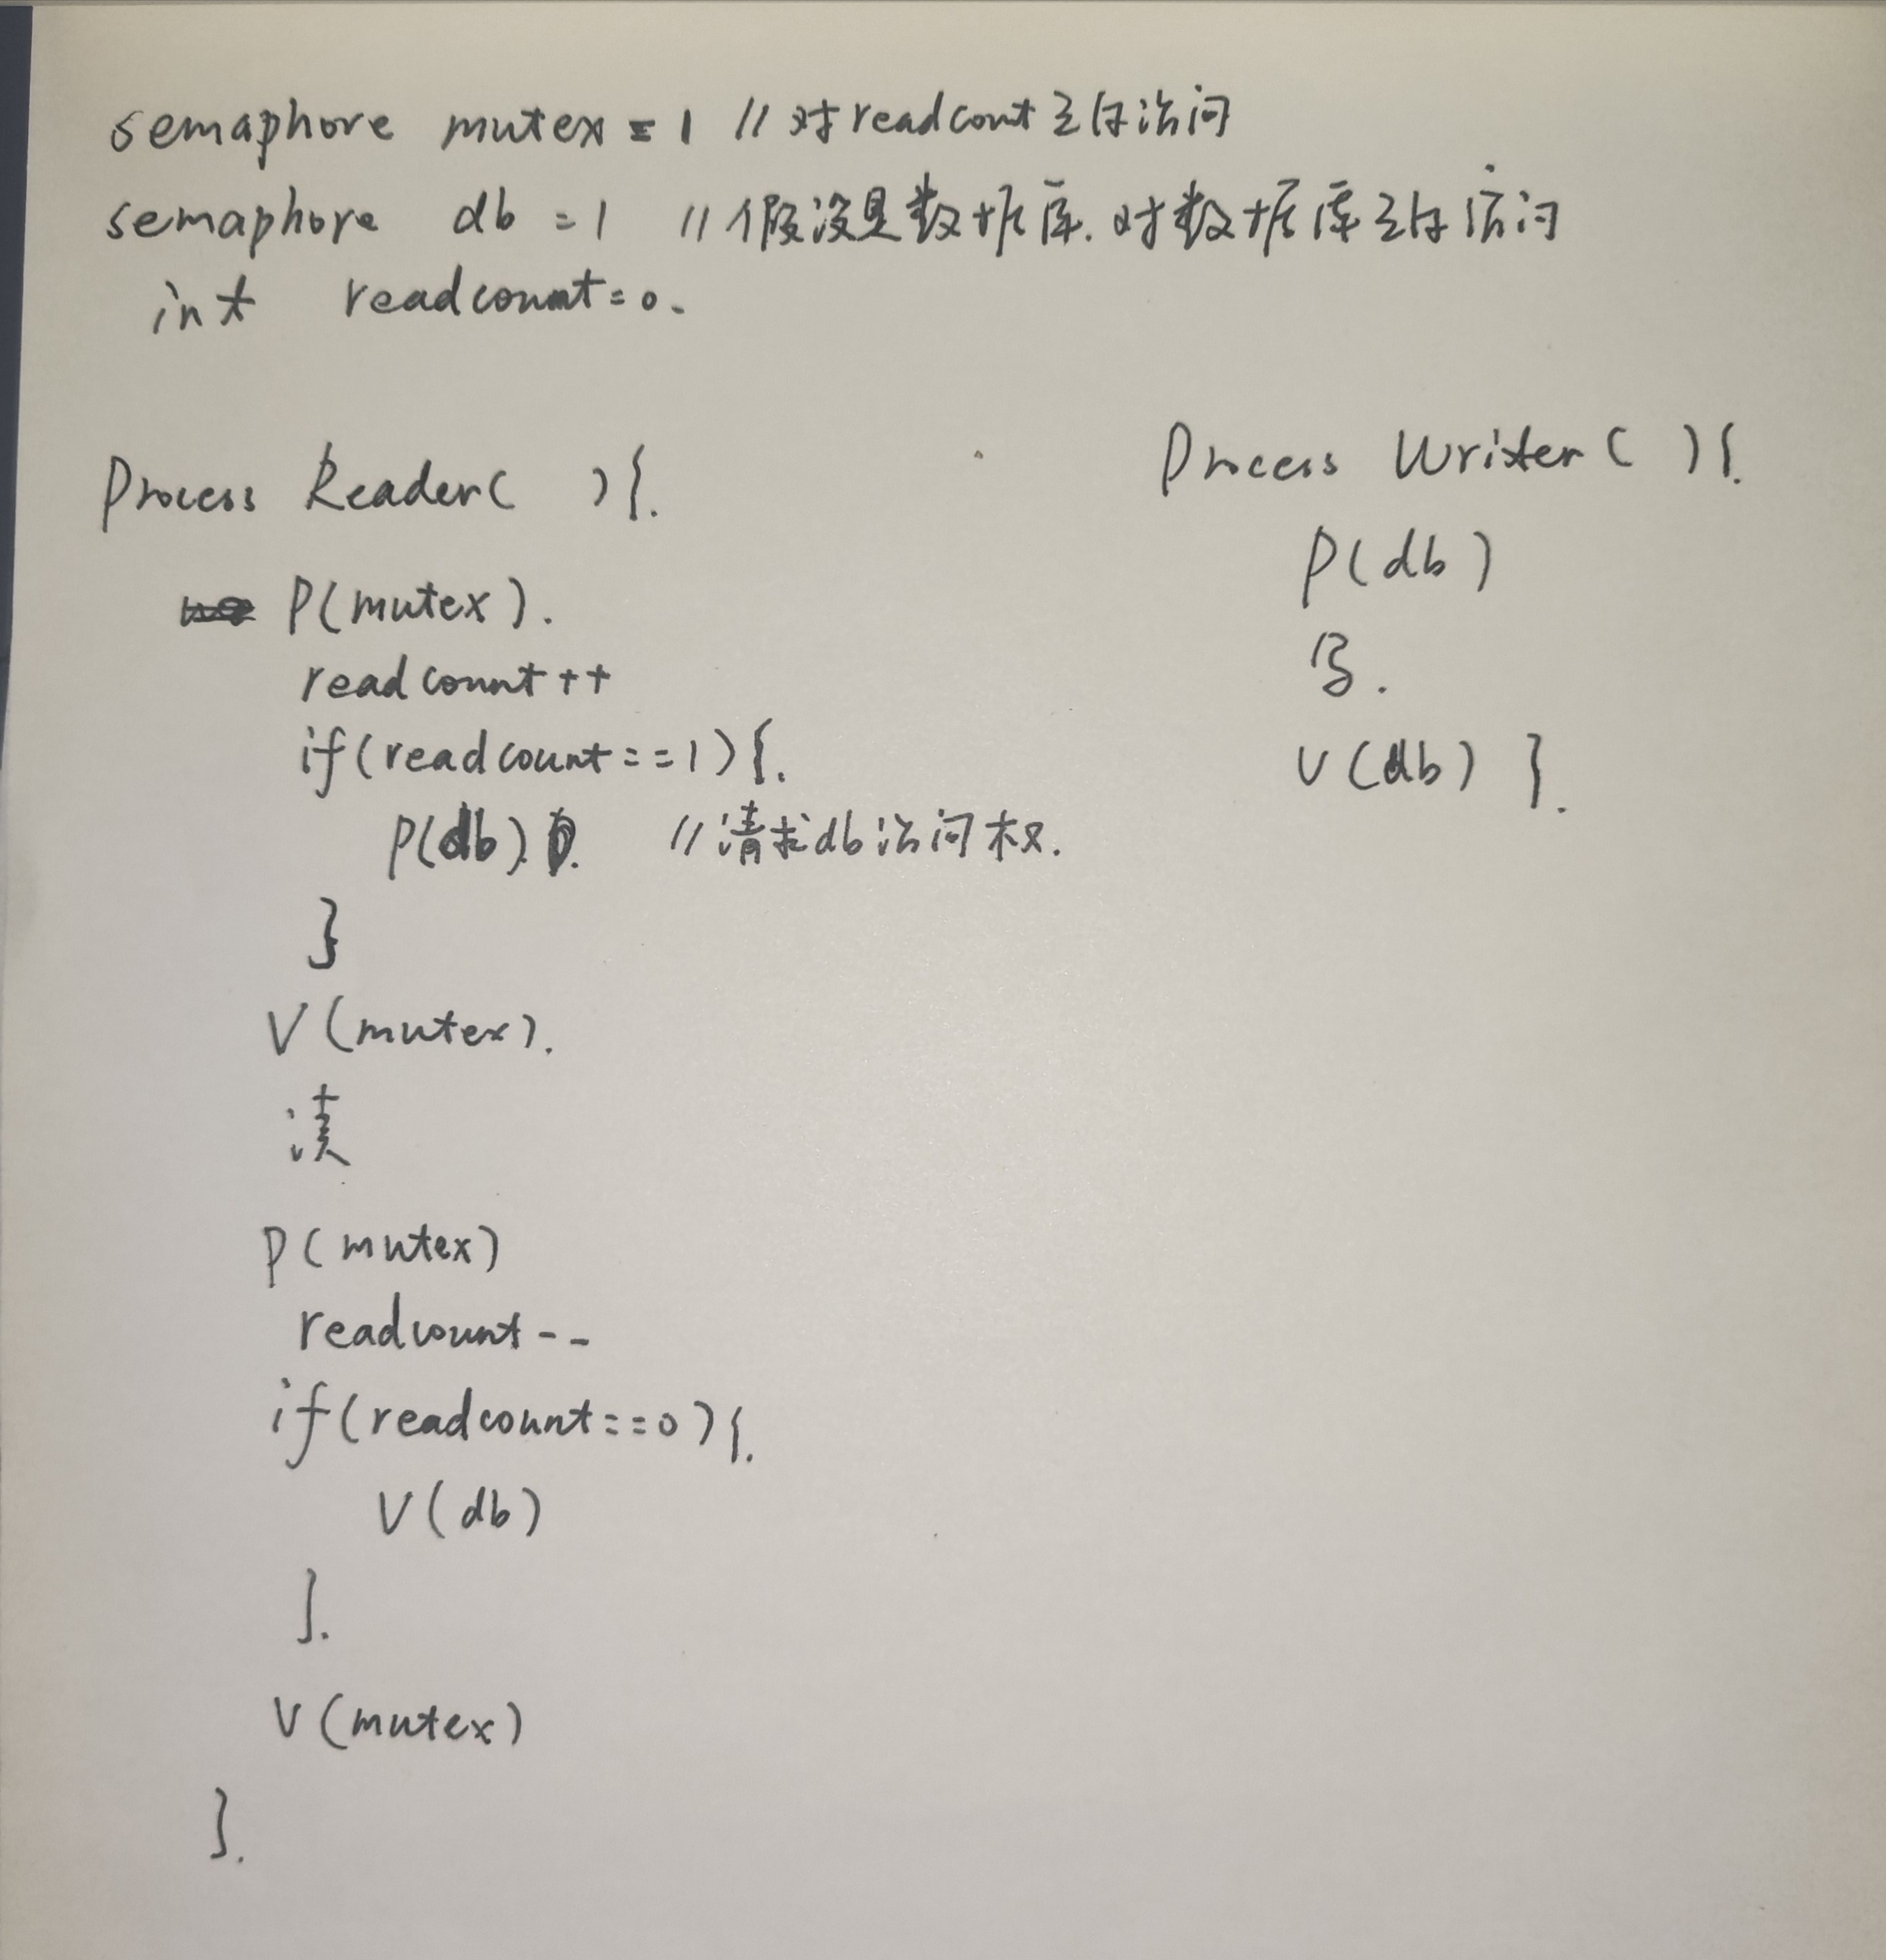 semaphore mutex = 1 // 对readcount互斥访问
semaphore db = 1 // 假设是数据库.对数据库互斥访问
int readcount=0.
Process Reader( ){.
P(mutex).
readcount++
if(readcount==1){.
P(db). //请求db访问权.
}
V(mutex).
读
P(mutex)
readcount--
if(readcount==0){.
V(db)
}.
V(mutex)
}.
Process Writer( ){.
P(db)
写.
V(db) }.